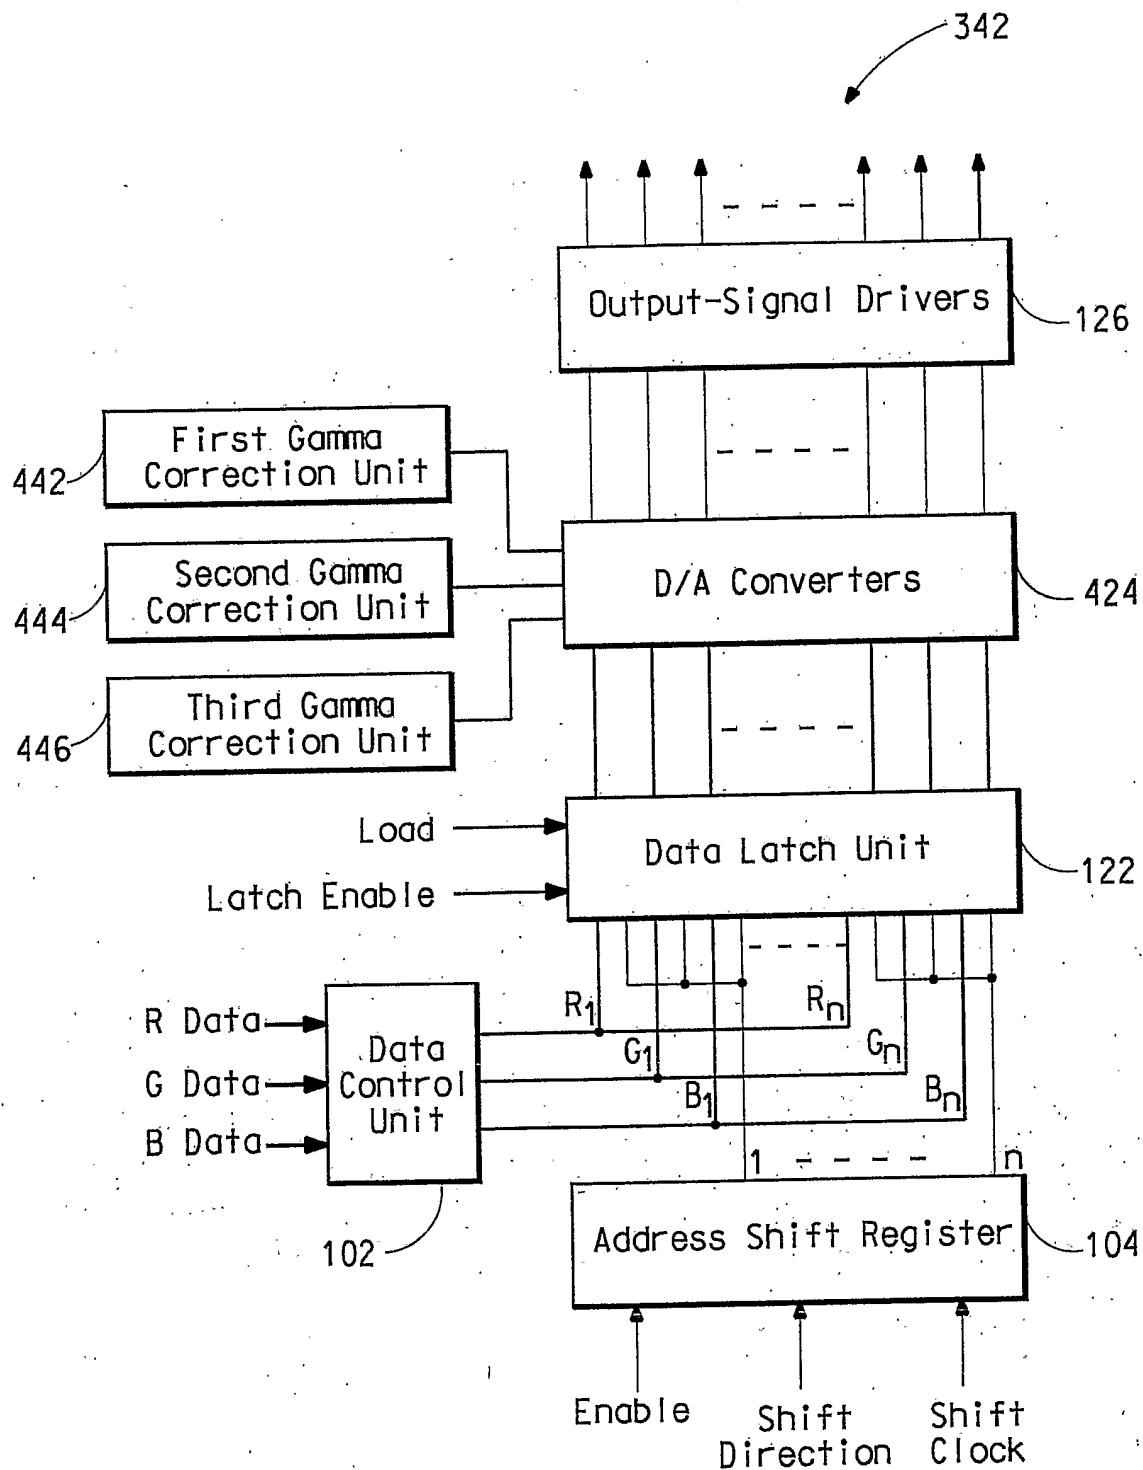 342
Output-Signal Drivers
126
First Gamma
Correction Unit
442
D/A Converters
424
Second Gamma
Correction Unit
444
Third Gamma
Correction Unit
446
Load
Data Latch Unit
122
Latch Enable
R Data
G Data
B Data
Data
Control
Unit
102
R1
Rn
G1
Gn
B1
Bn
1
n
Address Shift Register
104
Enable
Shift
Direction
Shift
Clock